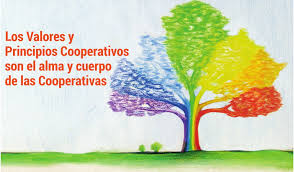 Los Valores y
Principios Cooperativos
son el alma y cuerpo
de las Cooperativas